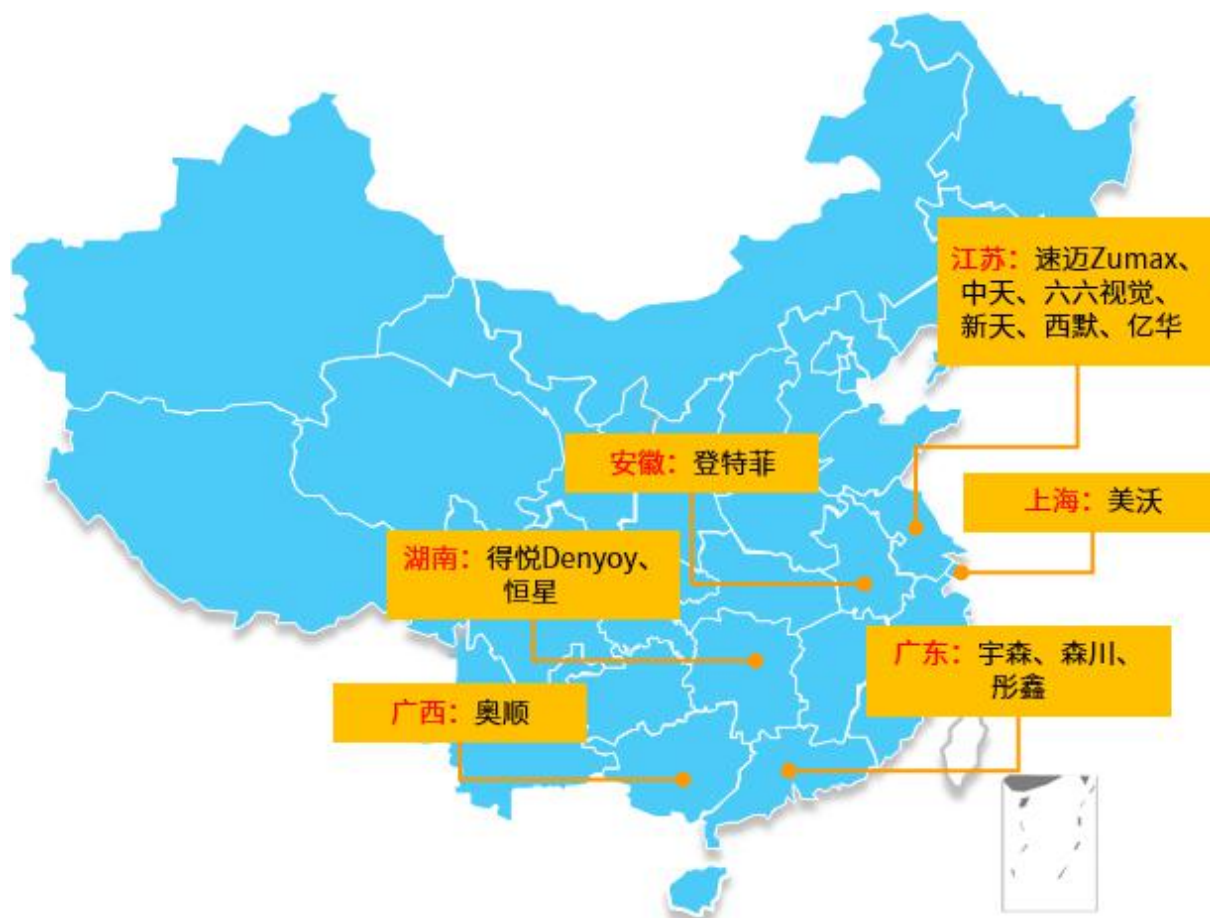 江苏：速迈Zumax、
中天、六六视觉、
新天、西默、亿华
安徽：登特菲
上海：美沃
湖南：得悦Denyoy、
恒星
广东：宇森、森川、
彤鑫
广西：奥顺